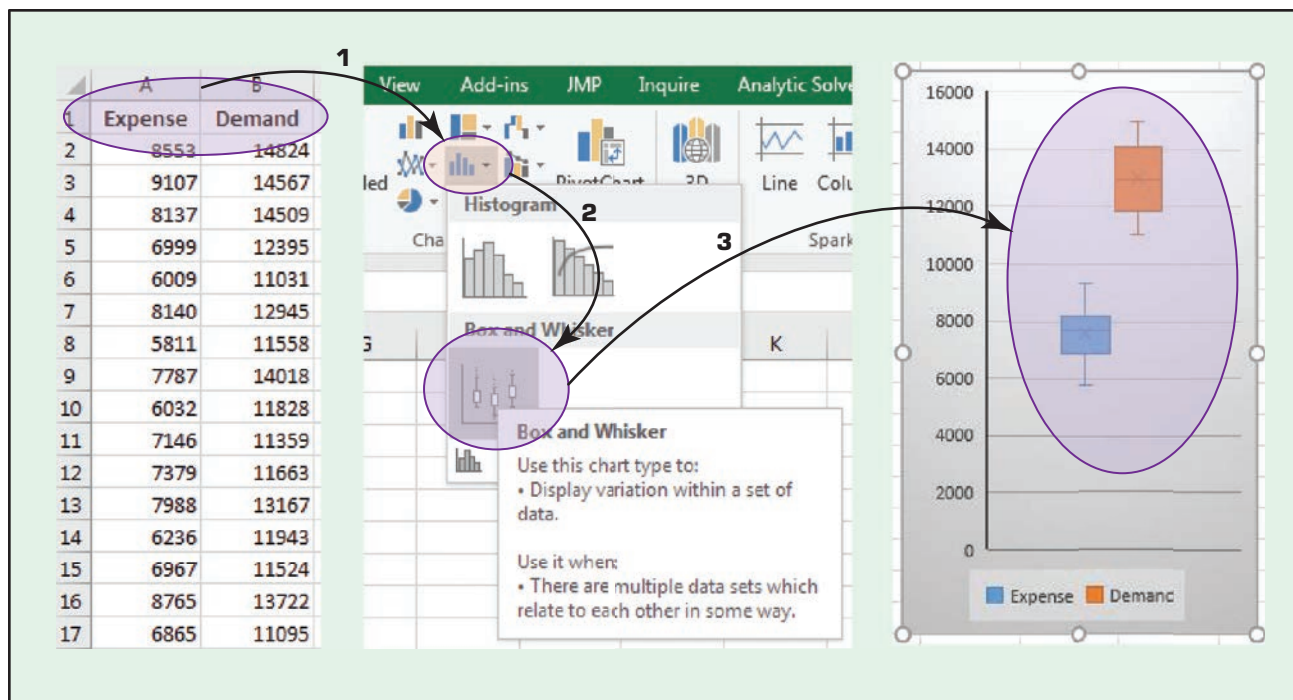 1
A B
1 Expense Demand
2 8553 14824
3 9107 14567
4 8137 14509
5 6999 12395
6 6009 11031
7 8140 12945
8 5811 11558
9 7787 14018
10 6032 11828
11 7146 11359
12 7379 11663
13 7988 13167
14 6236 11943
15 6967 11524
16 8765 13722
17 6865 11095
View Add-ins JMP Inquire Analytic Solve
led PivotChart 3D Line Colu
Histogram
2
Cha Spark
3
Box and Whisker
G K
Box and Whisker
Use this chart type to:
• Display variation within a set of
data.
Use it when:
• There are multiple data sets which
relate to each other in some way.
16000
14000
12000
10000
8000
6000
4000
2000
0
Expense Demand